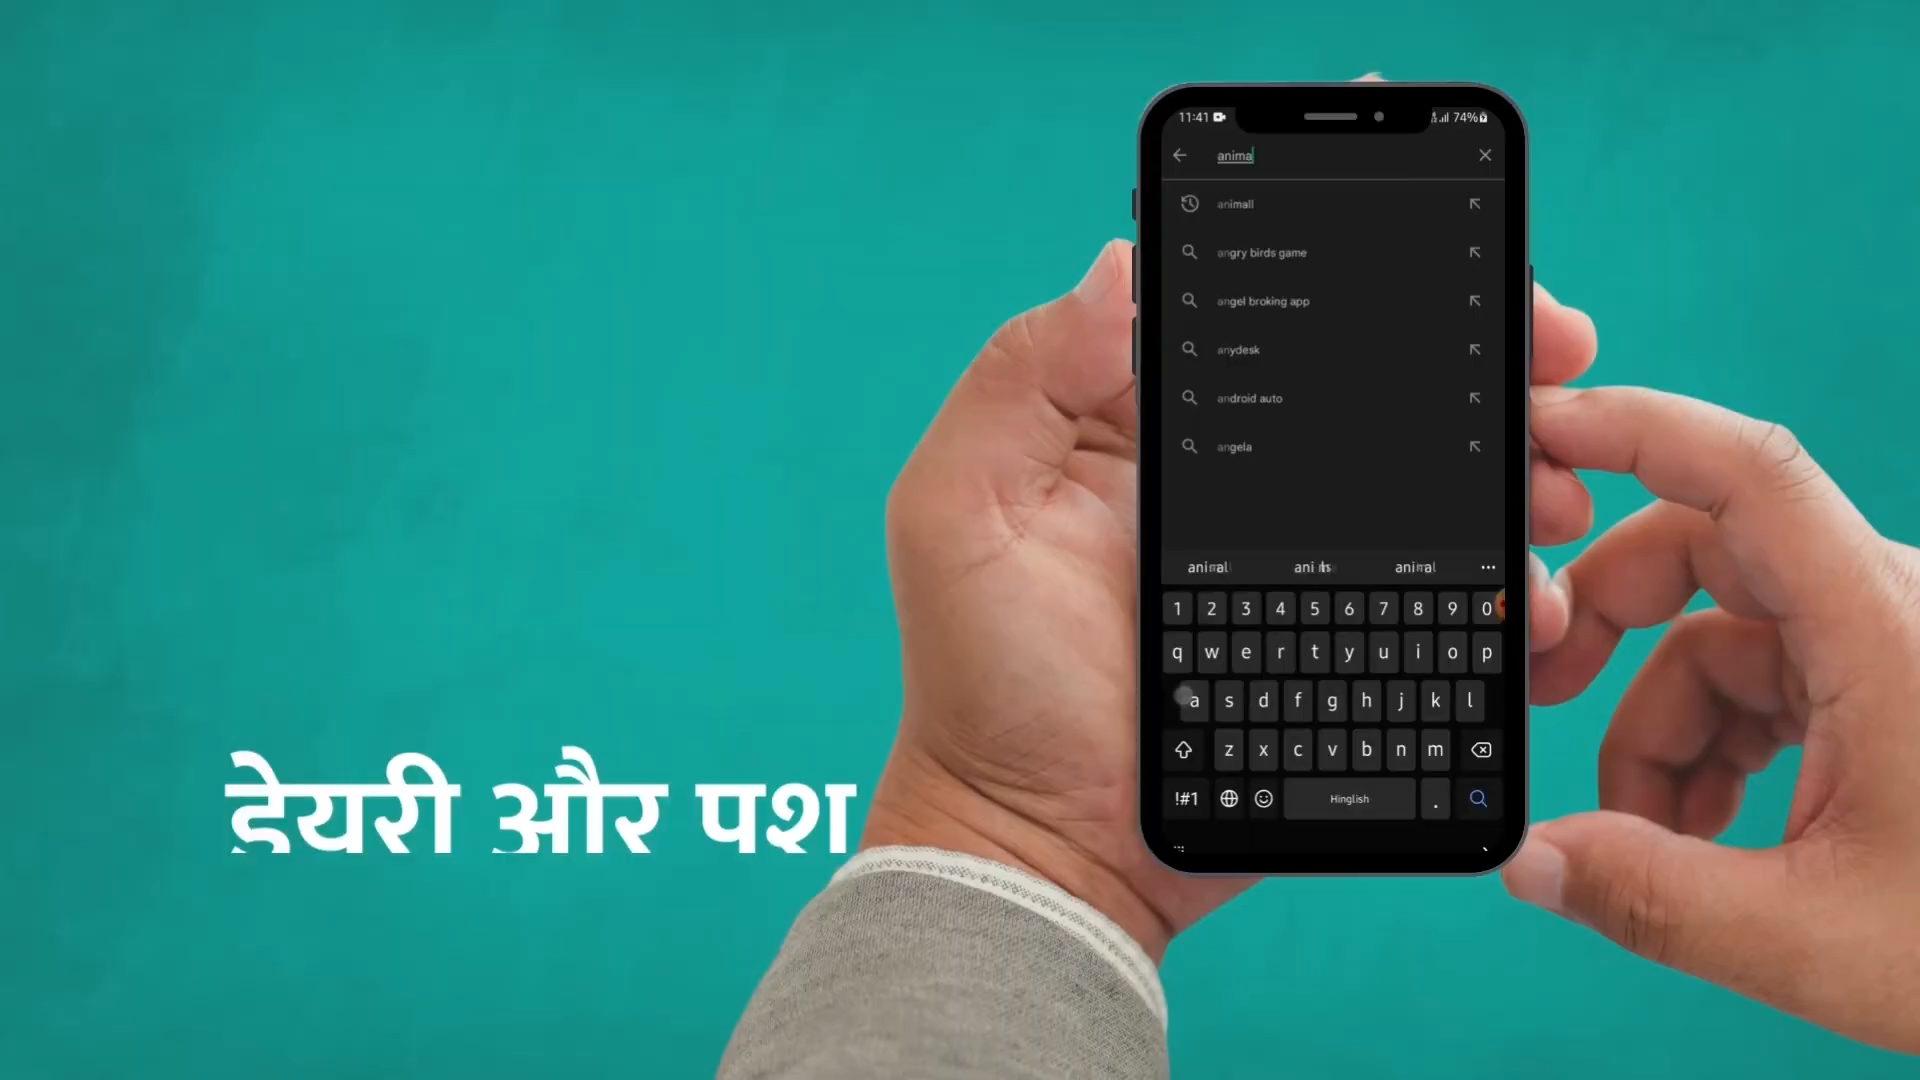 11:41
74%
anima
animall
angry birds game
angel broking app
anydesk
android auto
angela
1 2 3 4 5 6 7 8 9 0
q w e r t y u i o p
a s d f g h j k l
z x c v b n m
!#1 Hinglish .
डेयरी और